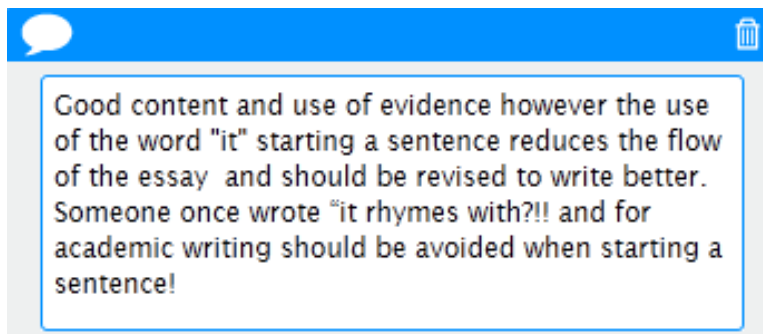 Good content and use of evidence however the use
of the word "it" starting a sentence reduces the flow
of the essay  and should be revised to write better.
Someone once wrote “it rhymes with?!! and for
academic writing should be avoided when starting a
sentence!